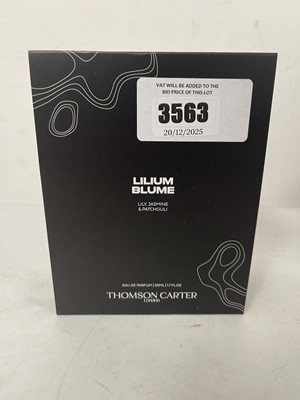 VAT WILL BE ADDED TO THE
BID PRICE OF THIS LOT
3563
20/12/2025
LILIUM
BLUME
LILY, JASMINE
& PATCHOULI
EAU DE PARFUM | 50ML | 1.7 FL.OZ
THOMSON CARTER
London